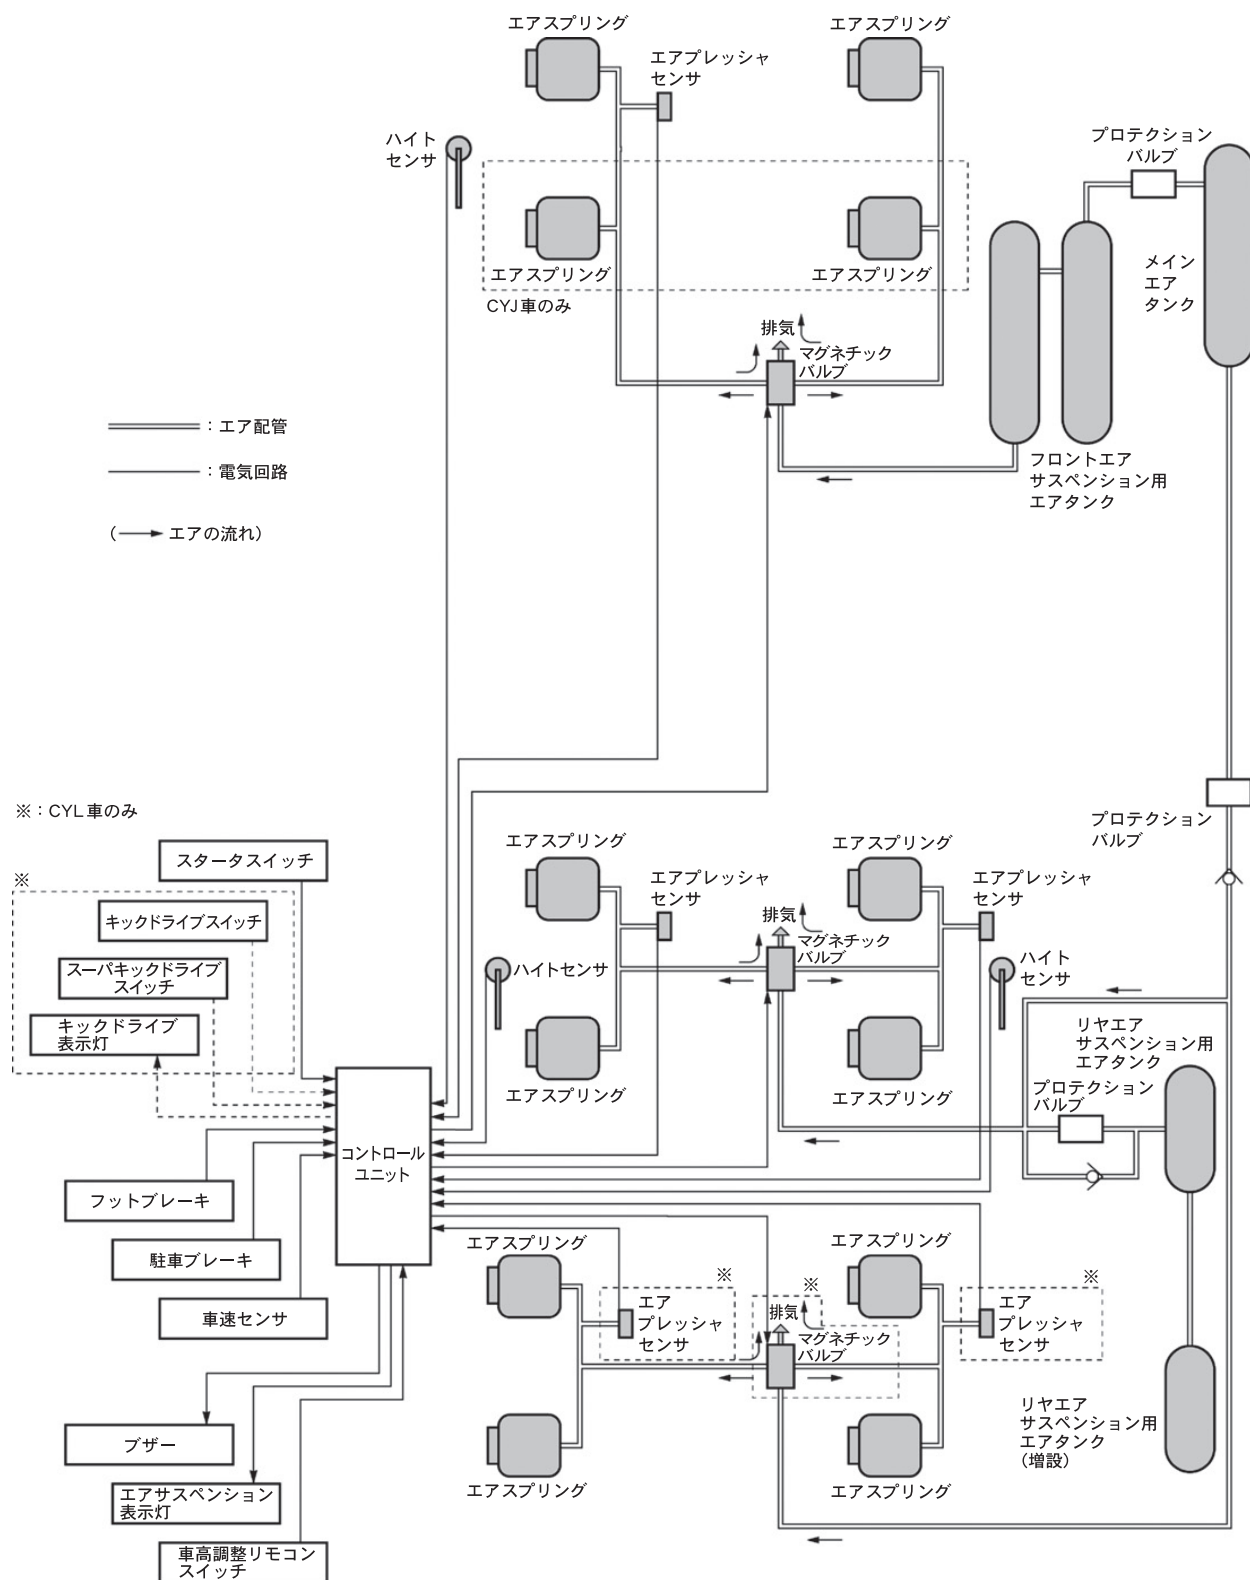 エアスプリング
エアスプリング
エアプレッシャ
センサ
ハイト
センサ
プロテクション
バルブ
エアスプリング
エアスプリング
CYJ車のみ
メイン
エア
タンク
排気
マグネチック
バルブ
：エア配管
：電気回路
(→ エアの流れ)
フロントエア
サスペンション用
エアタンク
※：CYL車のみ
プロテクション
バルブ
スタータスイッチ
※
キックドライブスイッチ
スーパキックドライブ
スイッチ
キックドライブ
表示灯
エアスプリング
エアスプリング
エアプレッシャ
センサ
エアプレッシャ
センサ
排気
マグネチック
バルブ
ハイトセンサ
ハイト
センサ
エアスプリング
エアスプリング
リヤエア
サスペンション用
エアタンク
プロテクション
バルブ
コントロール
ユニット
フットブレーキ
駐車ブレーキ
車速センサ
エアスプリング
エアスプリング
※
※
※
エア
プレッシャ
センサ
排気
マグネチック
バルブ
エア
プレッシャ
センサ
エアスプリング
エアスプリング
リヤエア
サスペンション用
エアタンク
(増設)
ブザー
エアサスペンション
表示灯
車高調整リモコン
スイッチ